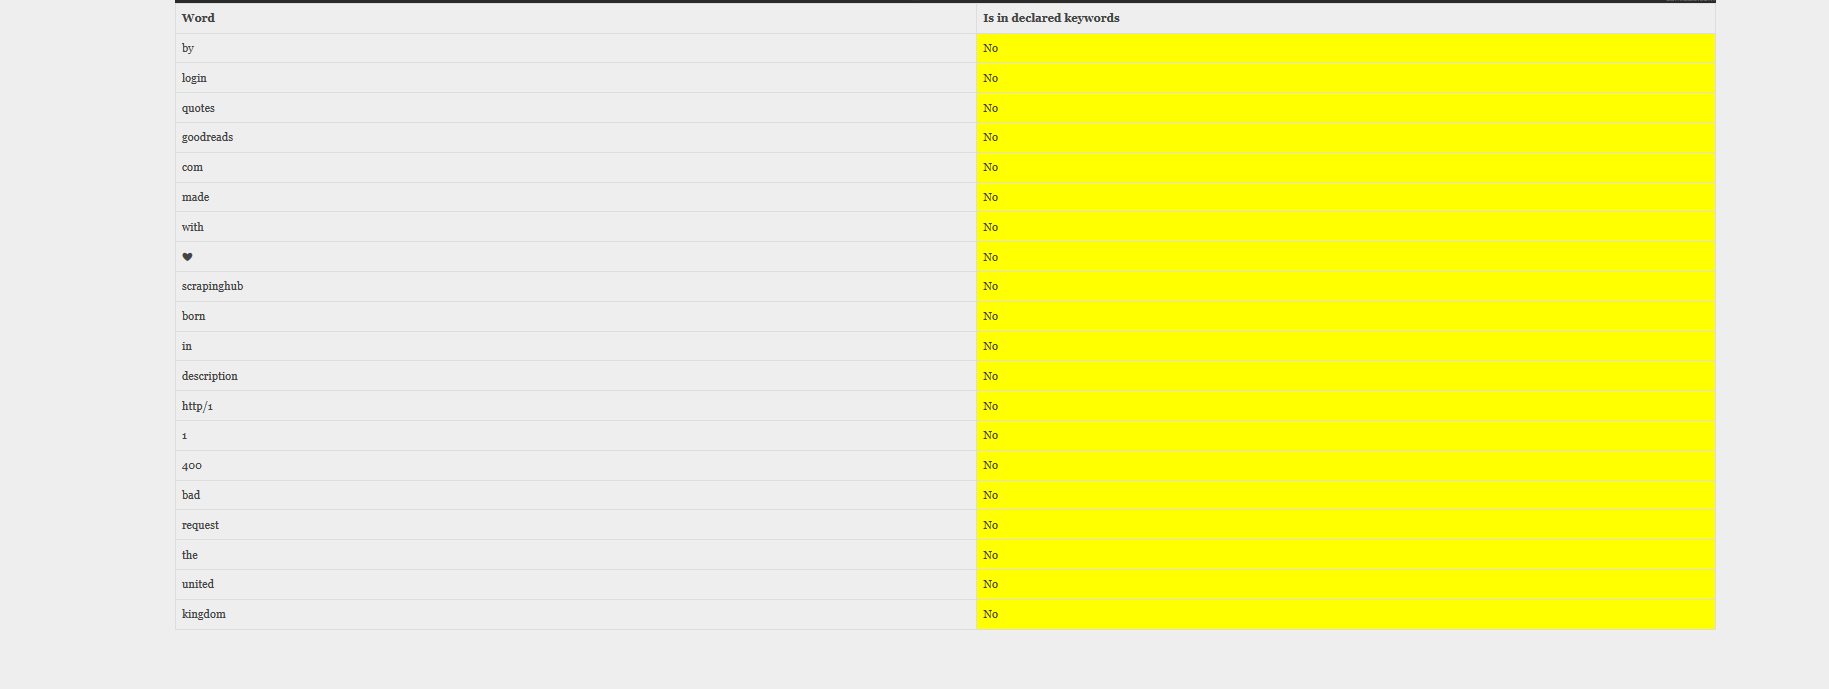 Word Is in declared keywords
by No
login No
quotes No
goodreads No
com No
made No
with No
❤ No
scrapinghub No
born No
in No
description No
http/1 No
1 No
400 No
bad No
request No
the No
united No
kingdom No